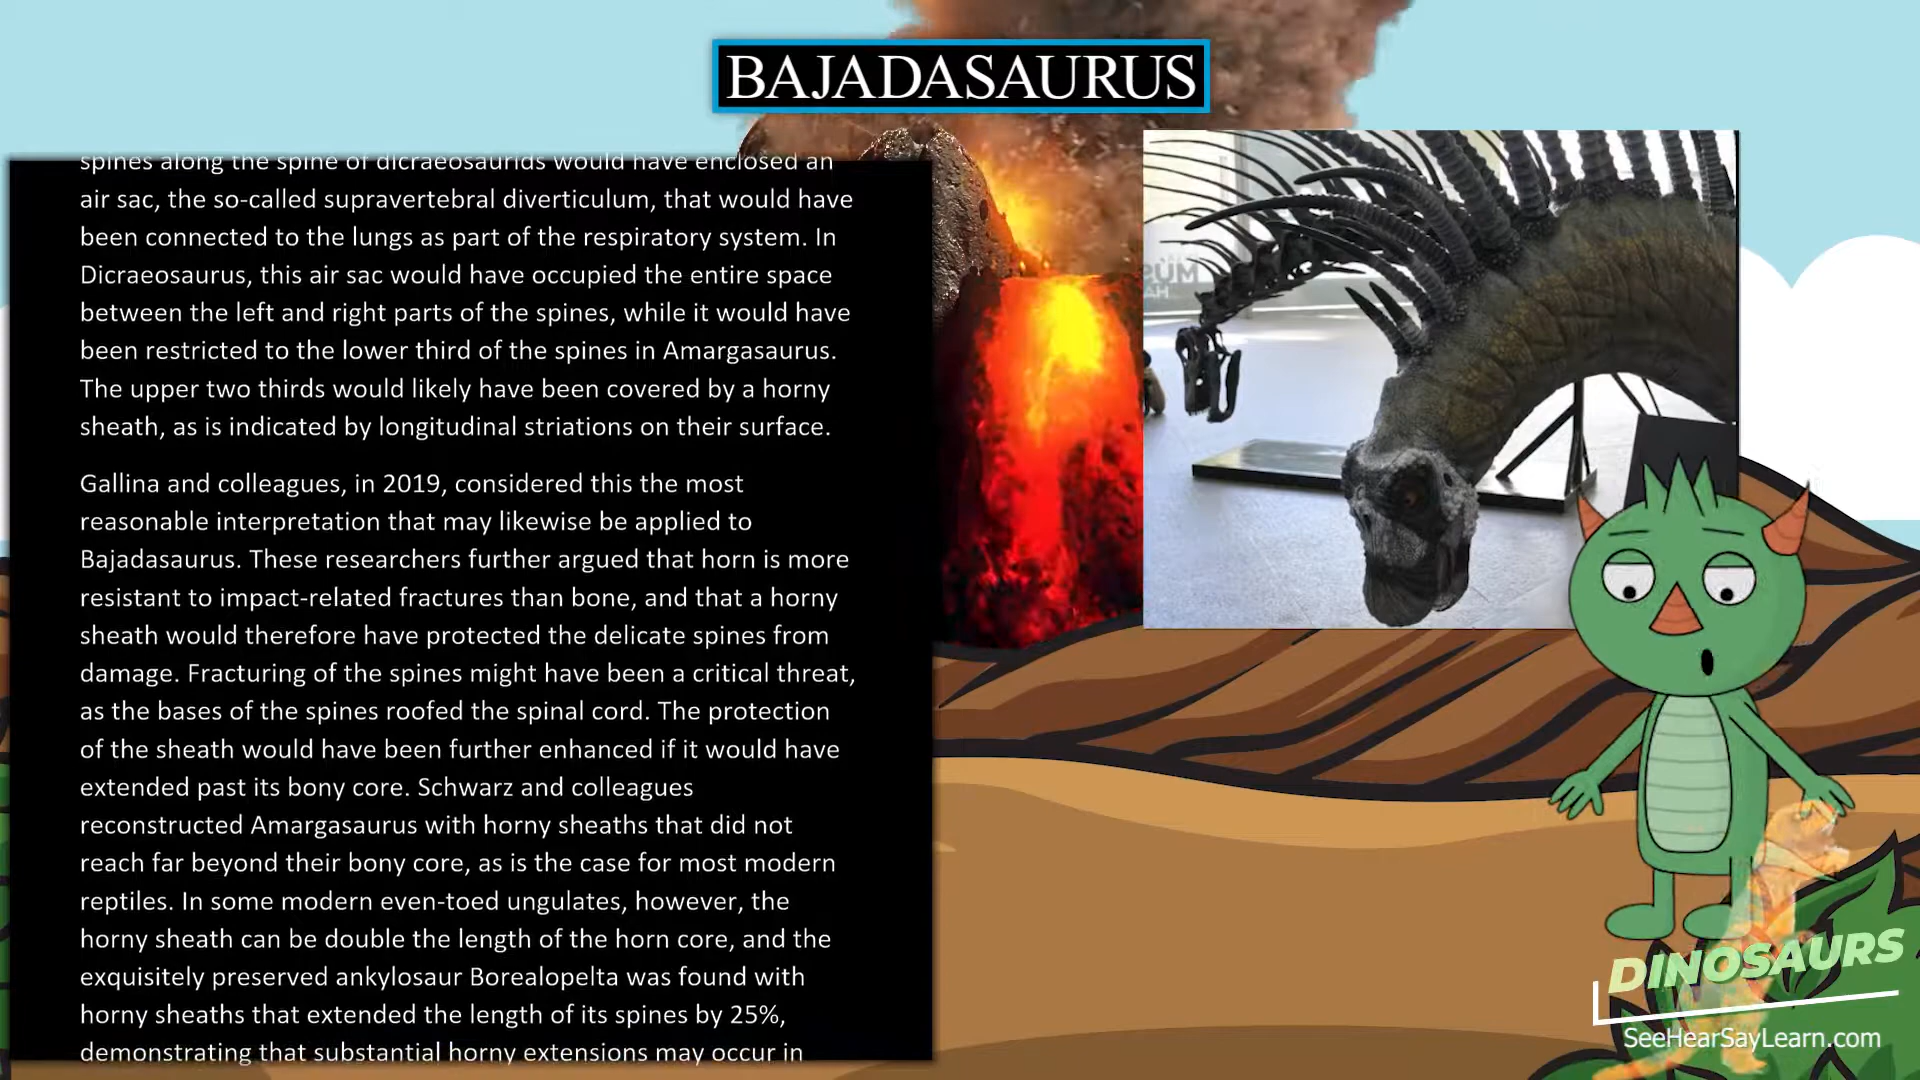 BAJADASAURUS
spines along the spine of dicraeosaurids would have enclosed an
air sac, the so-called supravertebral diverticulum, that would have
been connected to the lungs as part of the respiratory system. In
Dicraeosaurus, this air sac would have occupied the entire space
between the left and right parts of the spines, while it would have
been restricted to the lower third of the spines in Amargasaurus.
The upper two thirds would likely have been covered by a horny
sheath, as is indicated by longitudinal striations on their surface.
Gallina and colleagues, in 2019, considered this the most
reasonable interpretation that may likewise be applied to
Bajadasaurus. These researchers further argued that horn is more
resistant to impact-related fractures than bone, and that a horny
sheath would therefore have protected the delicate spines from
damage. Fracturing of the spines might have been a critical threat,
as the bases of the spines roofed the spinal cord. The protection
of the sheath would have been further enhanced if it would have
extended past its bony core. Schwarz and colleagues
reconstructed Amargasaurus with horny sheaths that did not
reach far beyond their bony core, as is the case for most modern
reptiles. In some modern even-toed ungulates, however, the
horny sheath can be double the length of the horn core, and the
exquisitely preserved ankylosaur Borealopelta was found with
horny sheaths that extended the length of its spines by 25%,
demonstrating that substantial horny extensions may occur in
DINOSAURS
SeeHearSayLearn.com